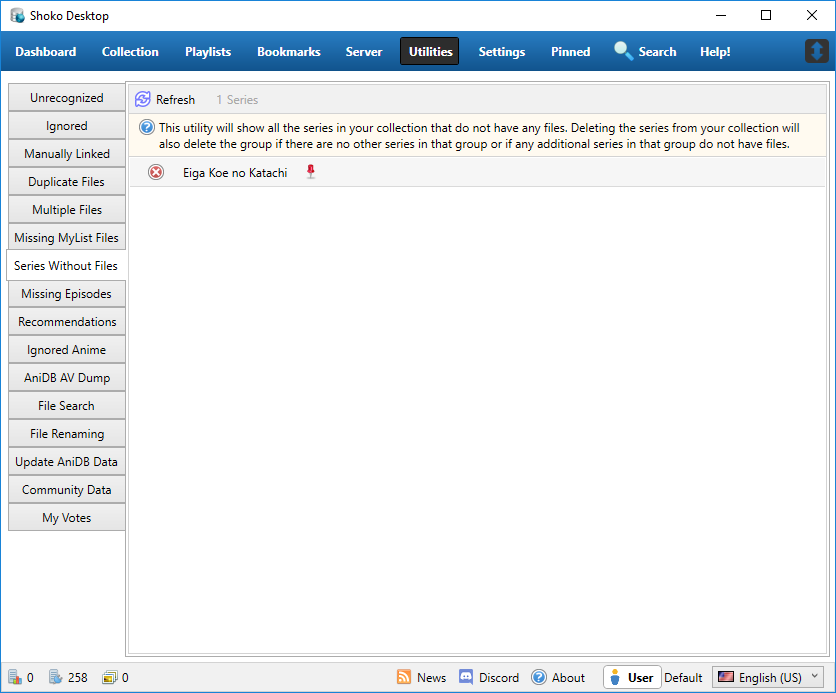 Shoko Desktop
Dashboard Collection Playlists Bookmarks Server Utilities Settings Pinned Search Help!
Unrecognized
Ignored
Manually Linked
Duplicate Files
Multiple Files
Missing MyList Files
Series Without Files
Missing Episodes
Recommendations
Ignored Anime
AniDB AV Dump
File Search
File Renaming
Update AniDB Data
Community Data
My Votes
Refresh 1 Series
This utility will show all the series in your collection that do not have any files. Deleting the series from your collection will
also delete the group if there are no other series in that group or if any additional series in that group do not have files.
Eiga Koe no Katachi
0 258 0 News Discord About User Default English (US)